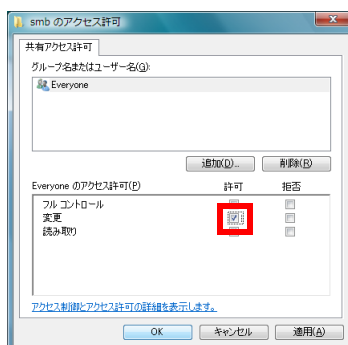 smb のアクセス許可
共有アクセス許可
グループ名またはユーザー名(G):
Everyone
追加(D)... 削除(R)
Everyone のアクセス許可(P) 許可 拒否
フル コントロール
変更
読み取り
アクセス制御とアクセス許可の詳細を表示します。
OK キャンセル 適用(A)